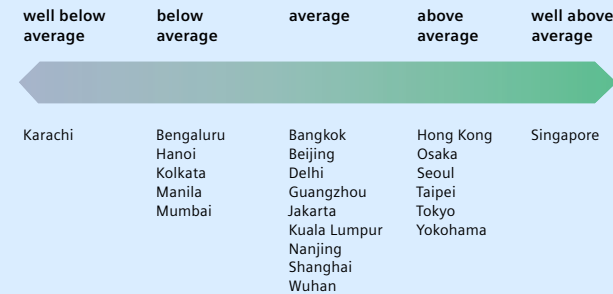 well below average
below average
average
above average
well above average
Karachi
Bengaluru
Hanoi
Kolkata
Manila
Mumbai
Bangkok
Beijing
Delhi
Guangzhou
Jakarta
Kuala Lumpur
Nanjing
Shanghai
Wuhan
Hong Kong
Osaka
Seoul
Taipei
Tokyo
Yokohama
Singapore